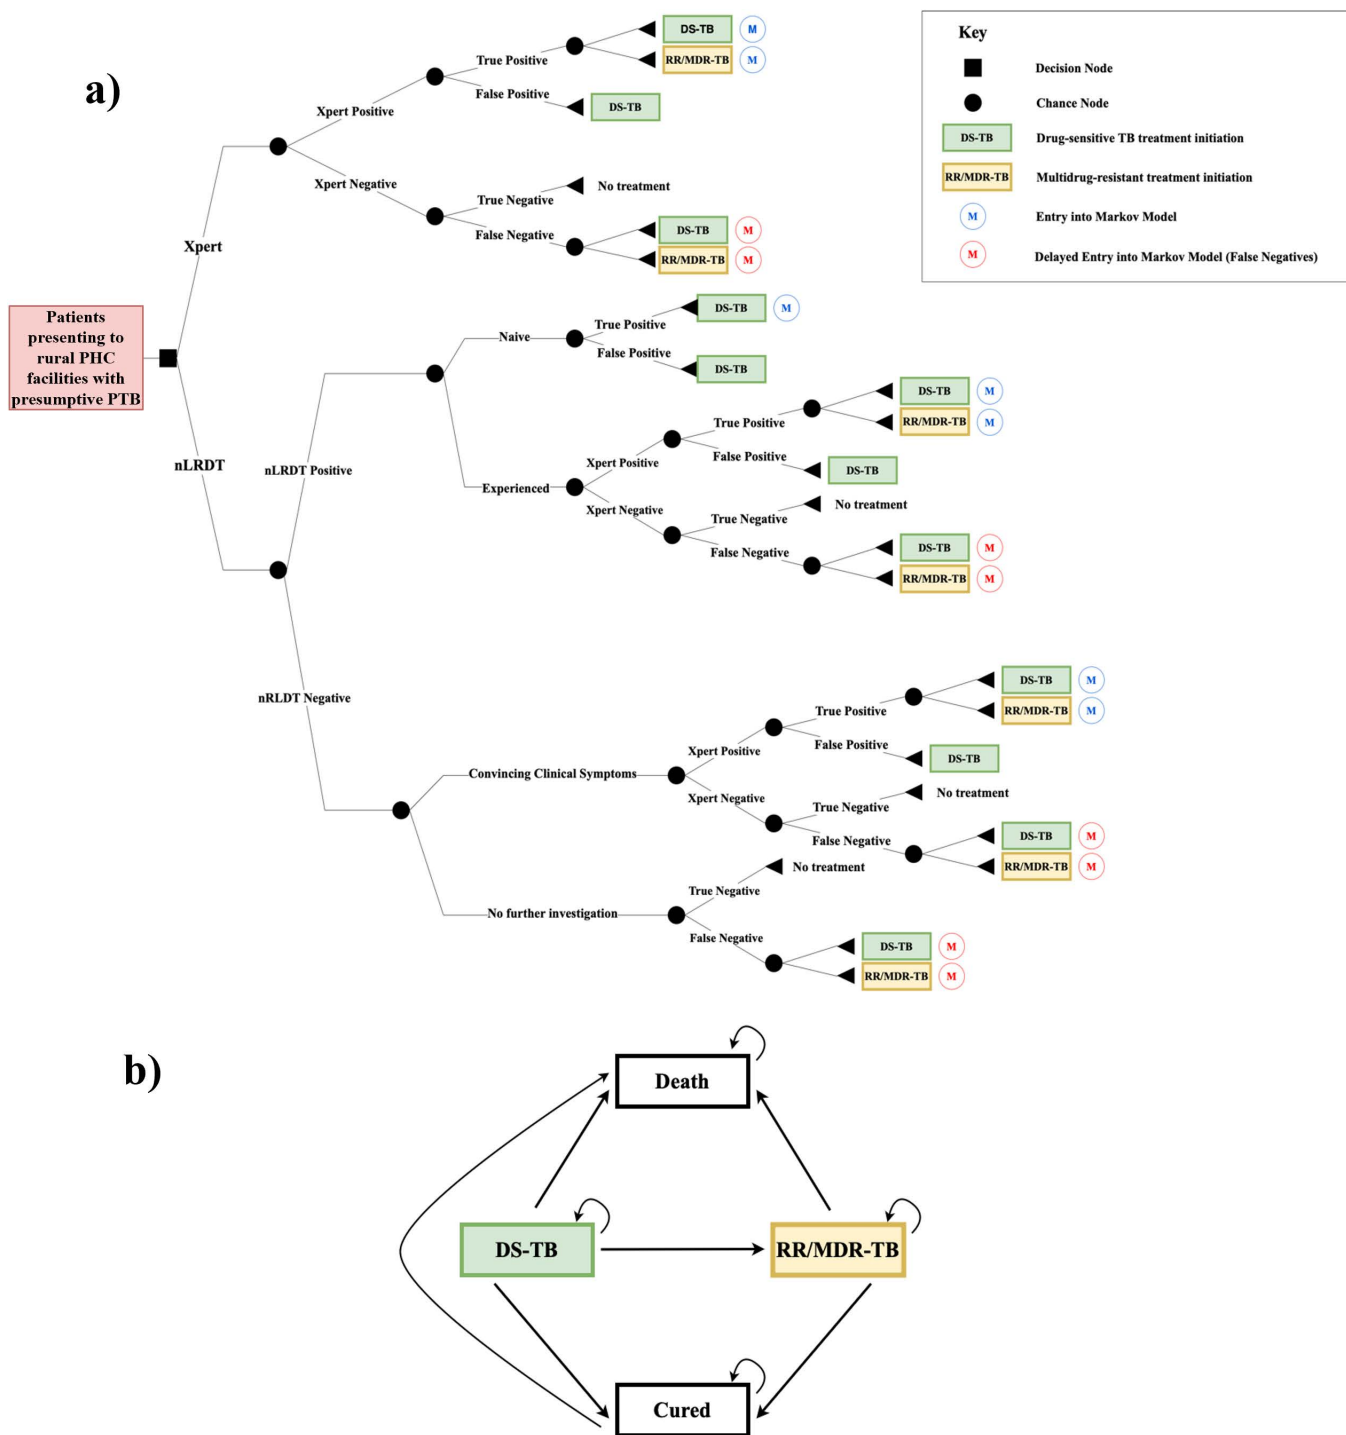 a)
Key
Decision Node
Chance Node
DS-TB Drug-sensitive TB treatment initiation
RR/MDR-TB Multidrug-resistant treatment initiation
M Entry into Markov Model
M Delayed Entry into Markov Model (False Negatives)
Patients
presenting to
rural PHC
facilities with
presumptive PTB
Xpert
Xpert Positive
True Positive
DS-TB M
RR/MDR-TB M
False Positive
DS-TB
Xpert Negative
True Negative
No treatment
False Negative
DS-TB M
RR/MDR-TB M
nLRDT
nLRDT Positive
Naive
True Positive
DS-TB M
False Positive
DS-TB
Experienced
Xpert Positive
True Positive
DS-TB M
RR/MDR-TB M
False Positive
DS-TB
Xpert Negative
True Negative
No treatment
False Negative
DS-TB M
RR/MDR-TB M
nRLDT Negative
Convincing Clinical Symptoms
Xpert Positive
True Positive
DS-TB M
RR/MDR-TB M
False Positive
DS-TB
Xpert Negative
True Negative
No treatment
False Negative
DS-TB M
RR/MDR-TB M
No further investigation
True Negative
No treatment
False Negative
DS-TB M
RR/MDR-TB M
b)
Death
DS-TB
RR/MDR-TB
Cured